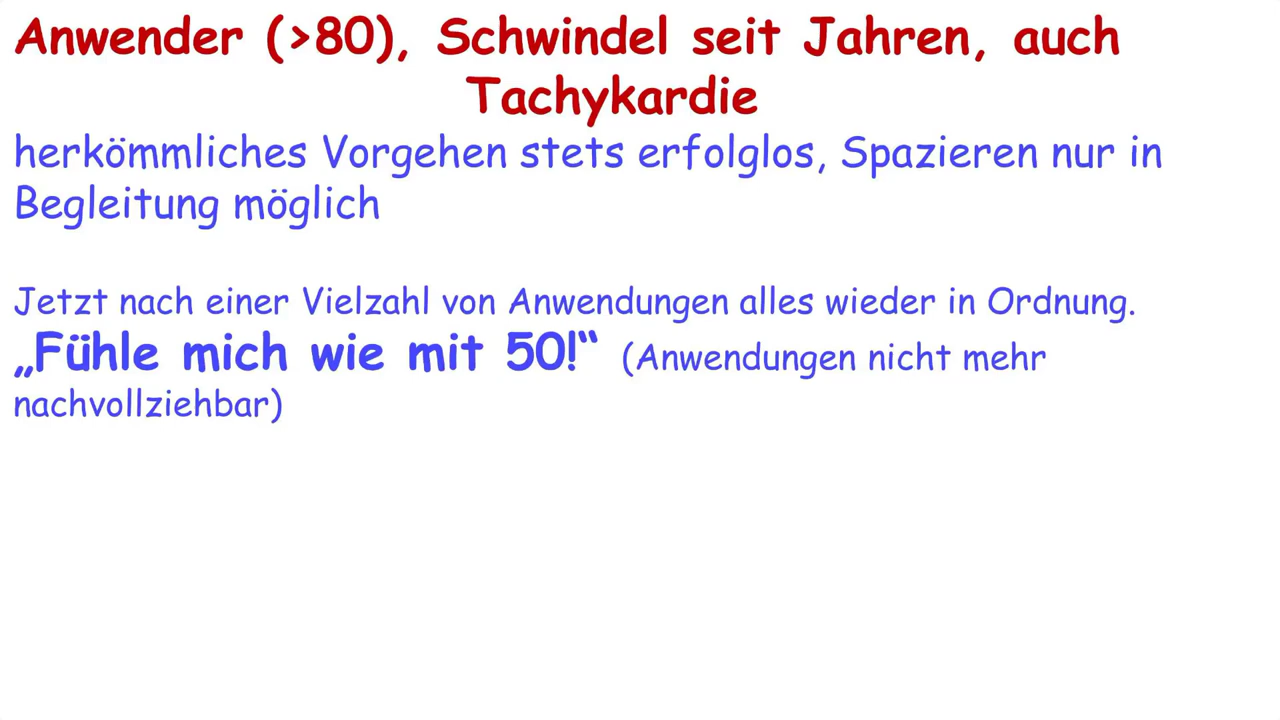 Anwender (>80), Schwindel seit Jahren, auch
Tachykardie
herkömmliches Vorgehen stets erfolglos, Spazieren nur in
Begleitung möglich
Jetzt nach einer Vielzahl von Anwendungen alles wieder in Ordnung.
„Fühle mich wie mit 50!“ (Anwendungen nicht mehr
nachvollziehbar)